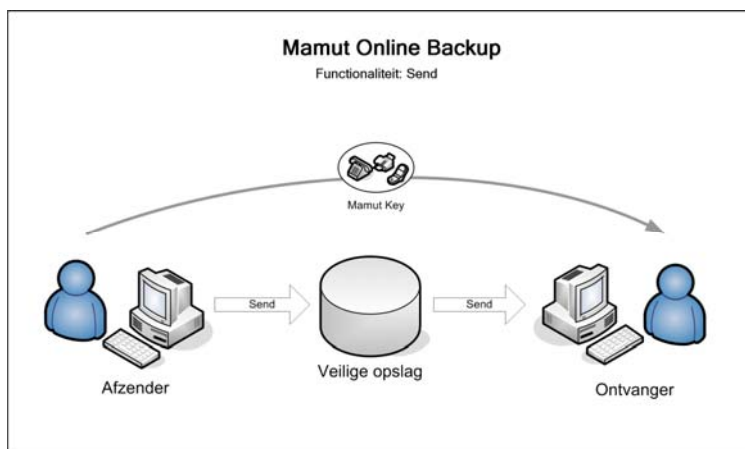 Mamut Online Backup
Functionaliteit: Send
Mamut Key
Send
Send
Afzender
Veilige opslag
Ontvanger